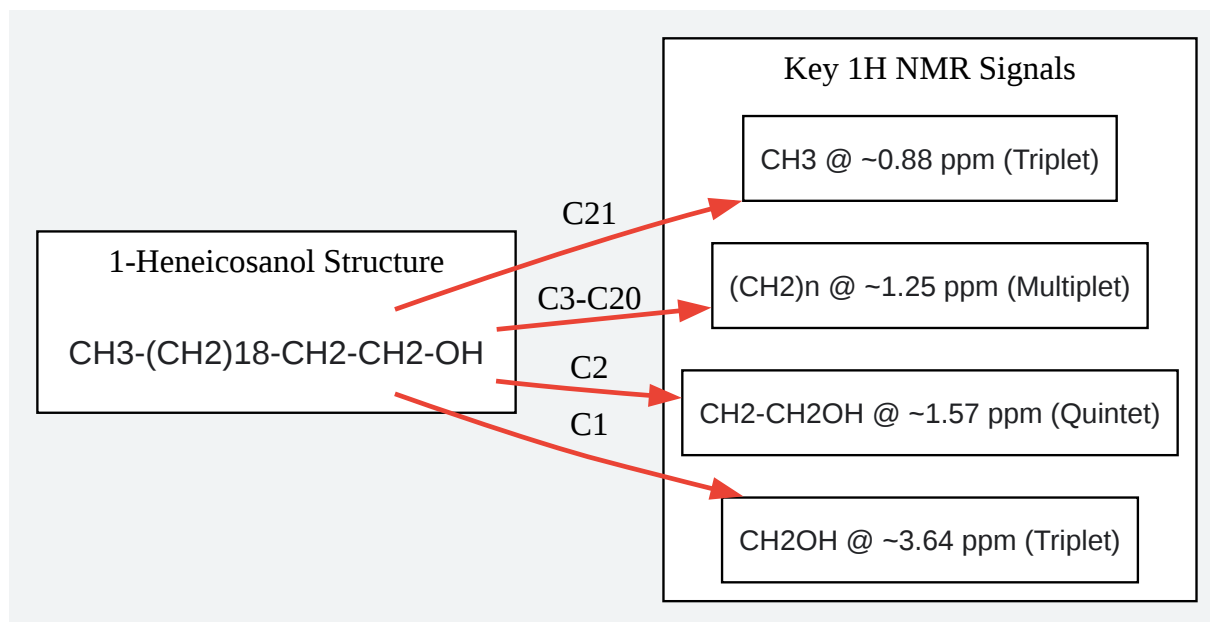 Key 1H NMR Signals
CH3 @ ~0.88 ppm (Triplet)
C21
1-Heneicosanol Structure
(CH2)n @ ~1.25 ppm (Multiplet)
C3-C20
CH3-(CH2)18-CH2-CH2-OH
C2
CH2-CH2OH @ ~1.57 ppm (Quintet)
C1
CH2OH @ ~3.64 ppm (Triplet)